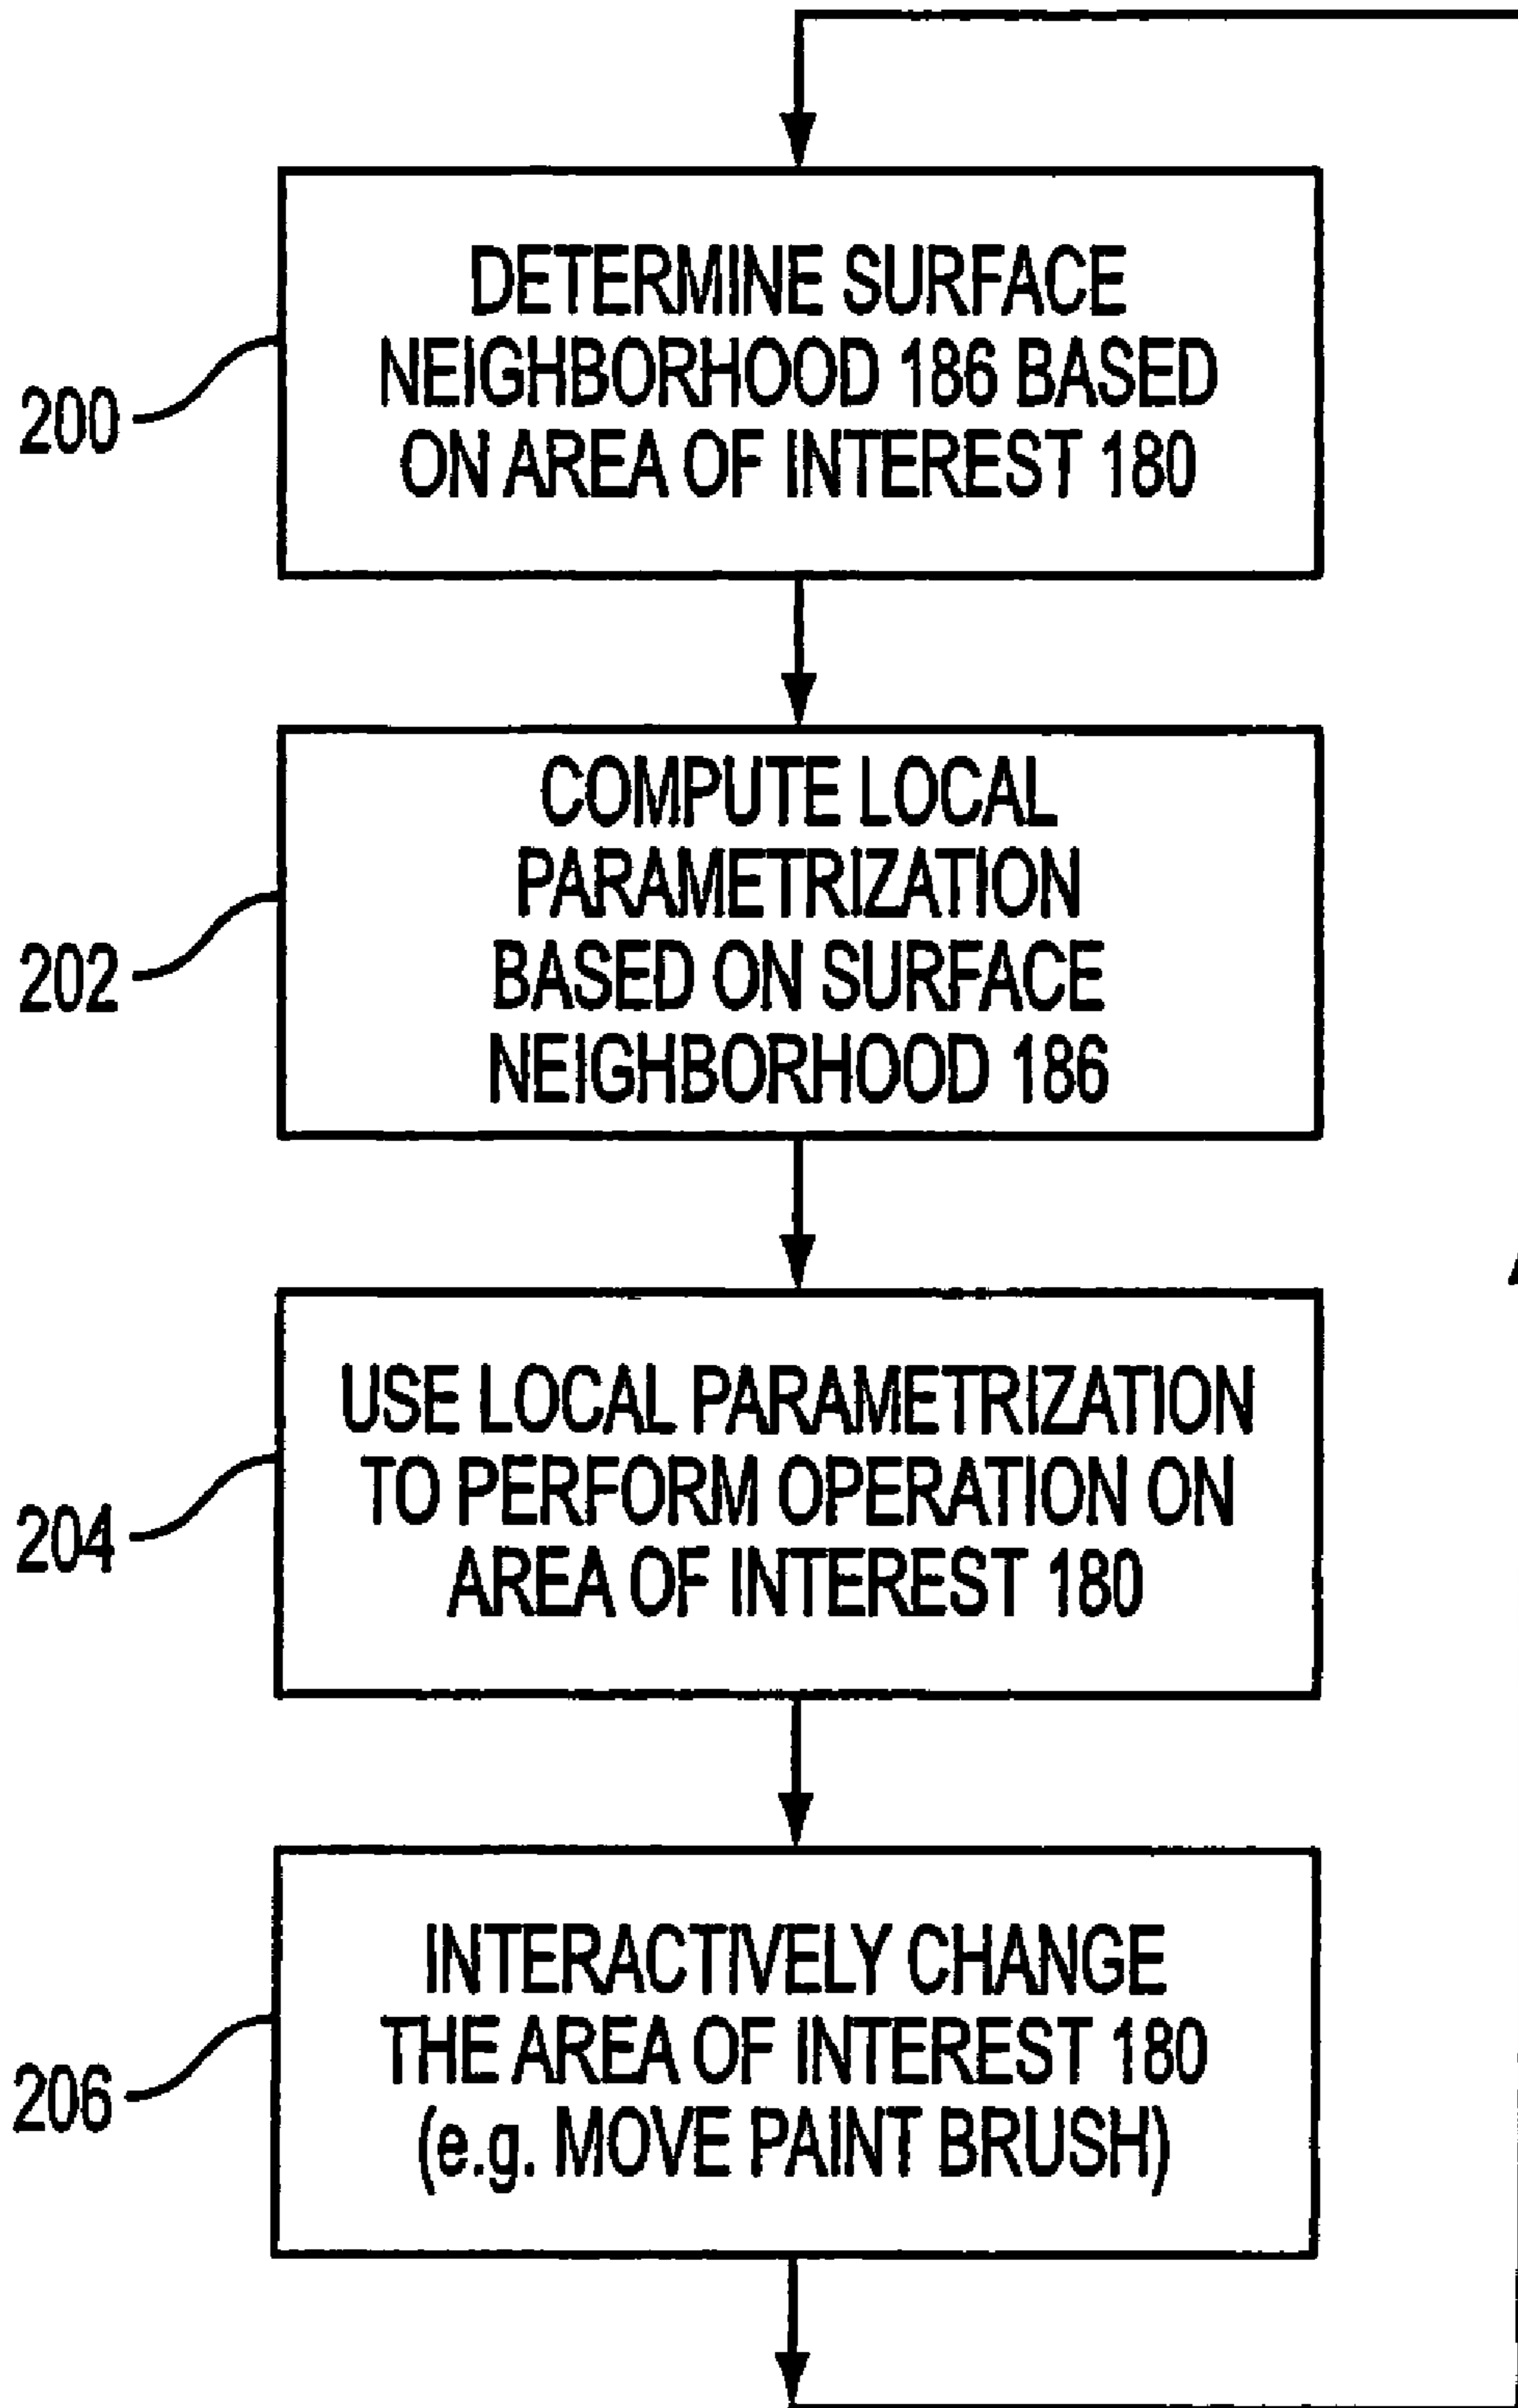 DETERMINE SURFACE
NEIGHBORHOOD 186 BASED
ON AREA OF INTEREST 180
200
COMPUTE LOCAL
PARAMETRIZATION
BASED ON SURFACE
NEIGHBORHOOD 186
202
USE LOCAL PARAMETRIZATION
TO PERFORM OPERATION ON
AREA OF INTEREST 180
204
INTERACTIVELY CHANGE
THE AREA OF INTEREST 180
(e.g. MOVE PAINT BRUSH)
206